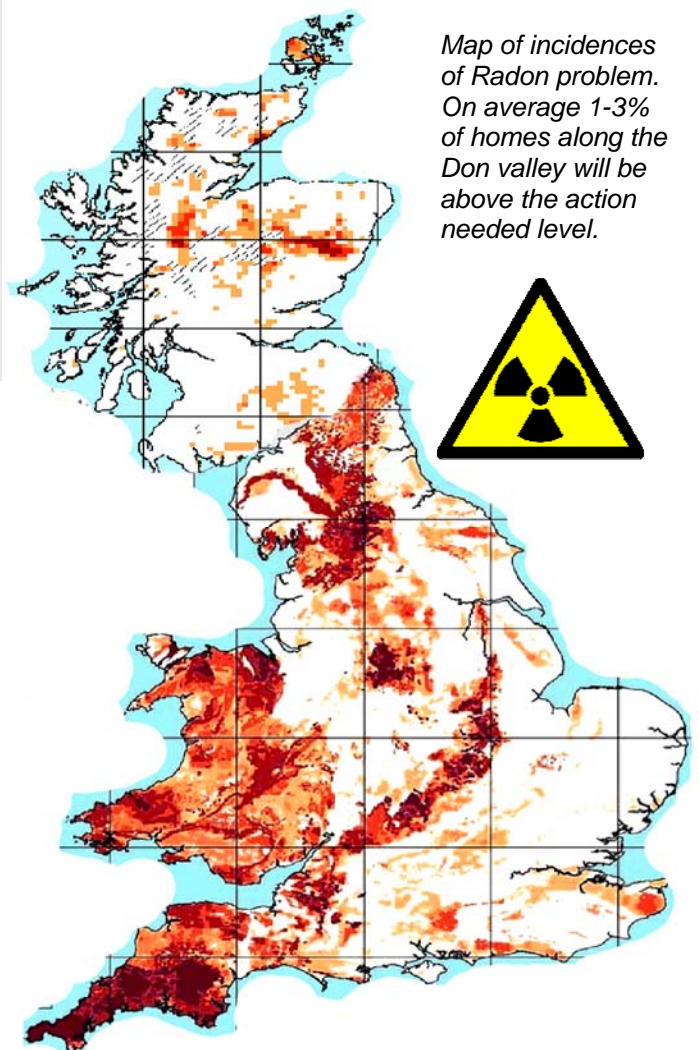 Map of incidences
of Radon problem.
On average 1-3%
of homes along the
Don valley will be
above the action
needed level.